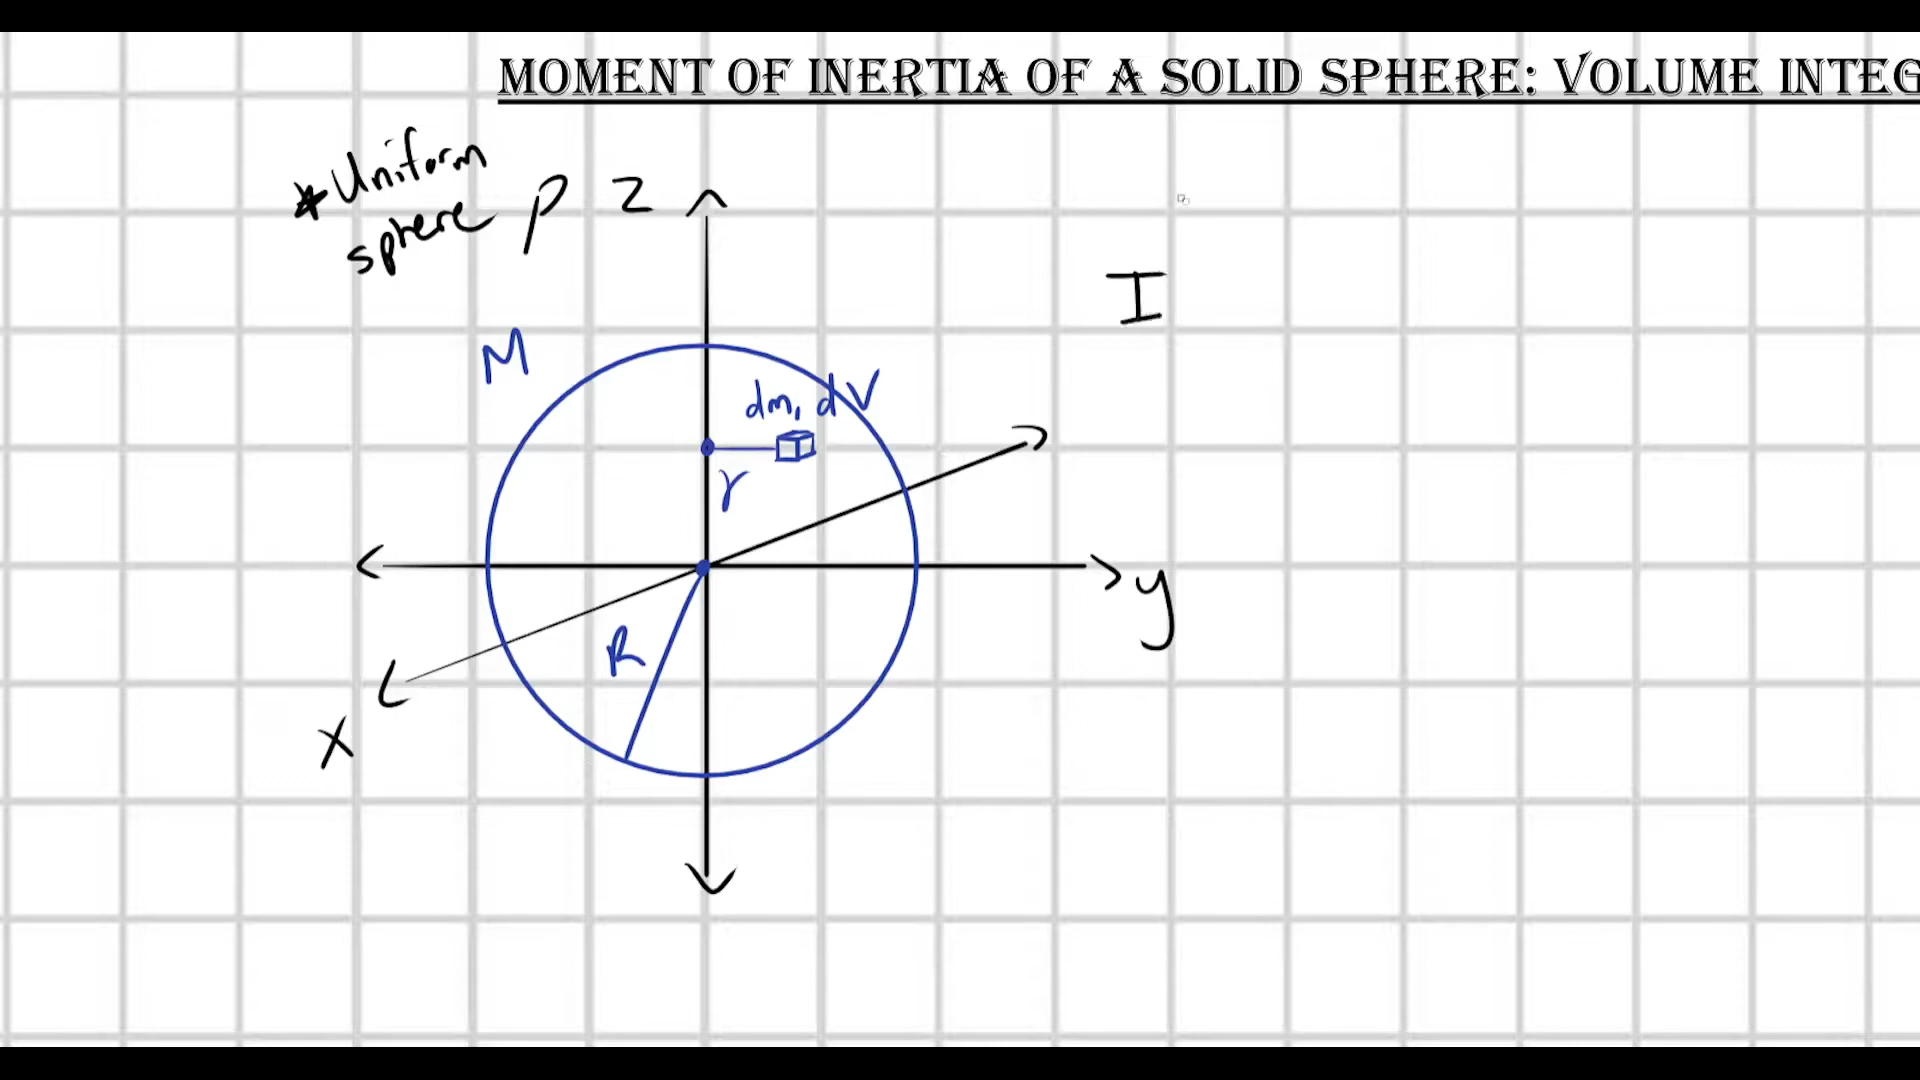 MOMENT OF INERTIA OF A SOLID SPHERE: VOLUME INTEG
*Uniform
sphere ρ
z
I
M
dm, dV
r
R
y
x